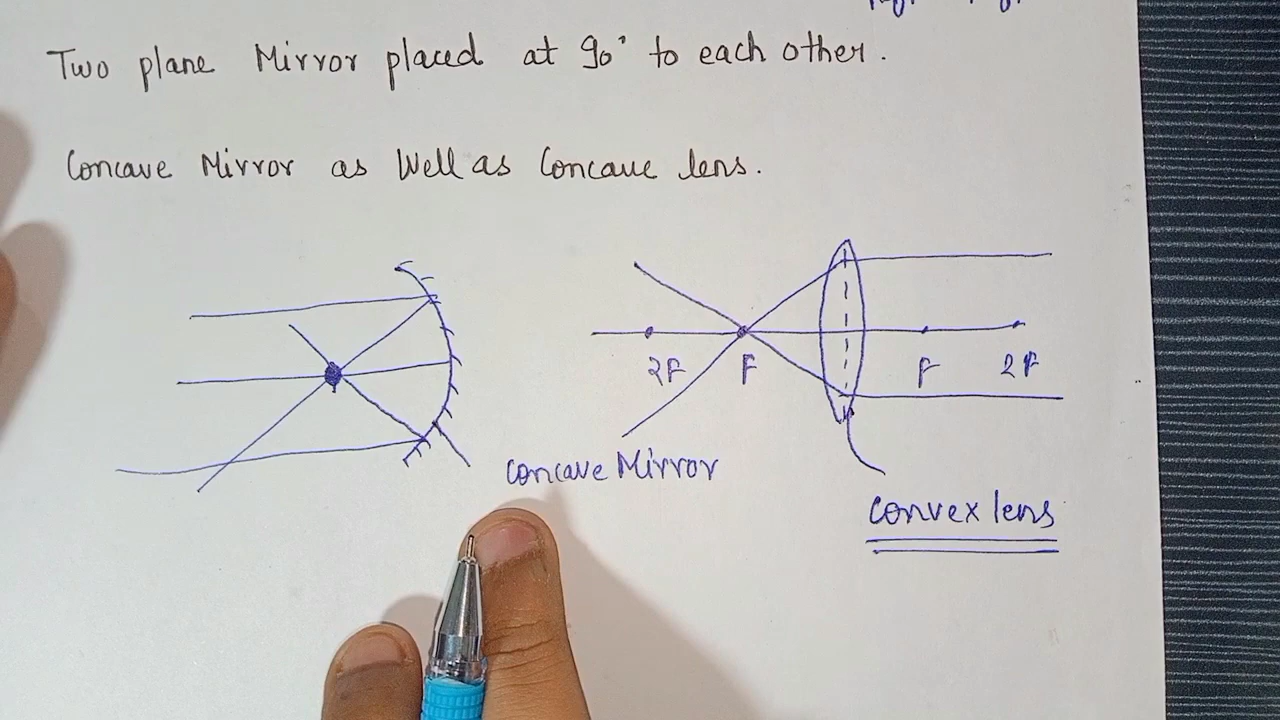 Two plane Mirror placed at 90° to each other.
Concave Mirror as Well as Concave lens.
2F F F 2F
Concave Mirror
Convex lens